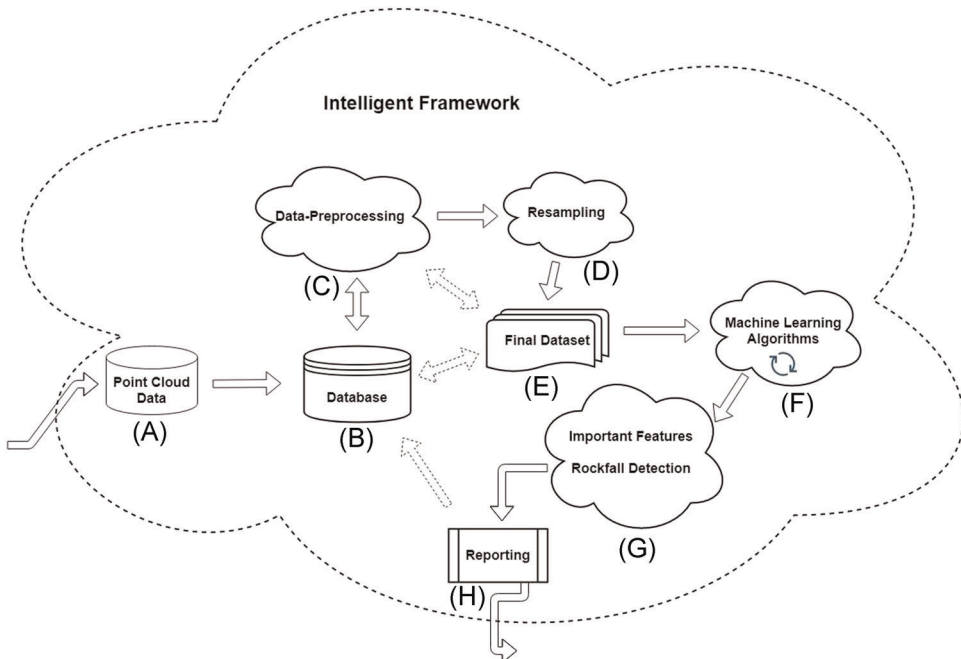 Intelligent Framework
Data-Preprocessing
(C)
Resampling
(D)
Point Cloud
Data
(A)
Database
(B)
Final Dataset
(E)
Machine Learning
Algorithms
(F)
Important Features
Rockfall Detection
(G)
Reporting
(H)